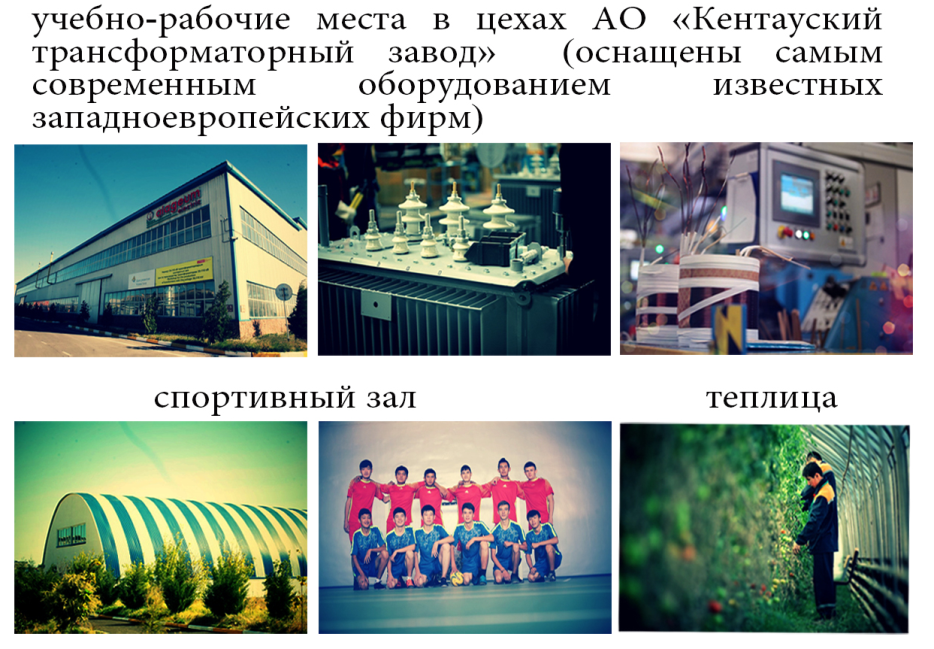 учебно-рабочие места в цехах АО «Кентауский
трансформаторный завод» (оснащены самым
современным оборудованием известных
западноевропейских фирм)
спортивный зал
теплица